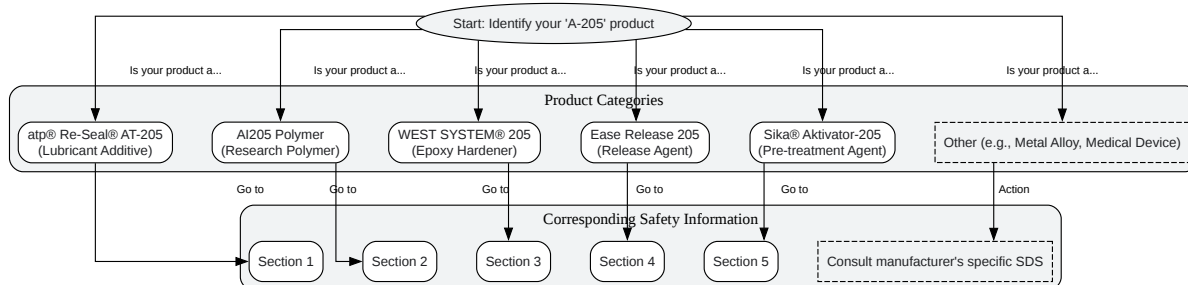 Start: Identify your 'A-205' product
Is your product a...
Is your product a...
Is your product a...
Is your product a...
Is your product a...
Is your product a...
Product Categories
atp® Re-Seal® AT-205
(Lubricant Additive)
AI205 Polymer
(Research Polymer)
WEST SYSTEM® 205
(Epoxy Hardener)
Ease Release 205
(Release Agent)
Sika® Aktivator-205
(Pre-treatment Agent)
Other (e.g., Metal Alloy, Medical Device)
Go to
Go to
Go to
Go to
Go to
Action
Corresponding Safety Information
Section 1
Section 2
Section 3
Section 4
Section 5
Consult manufacturer's specific SDS